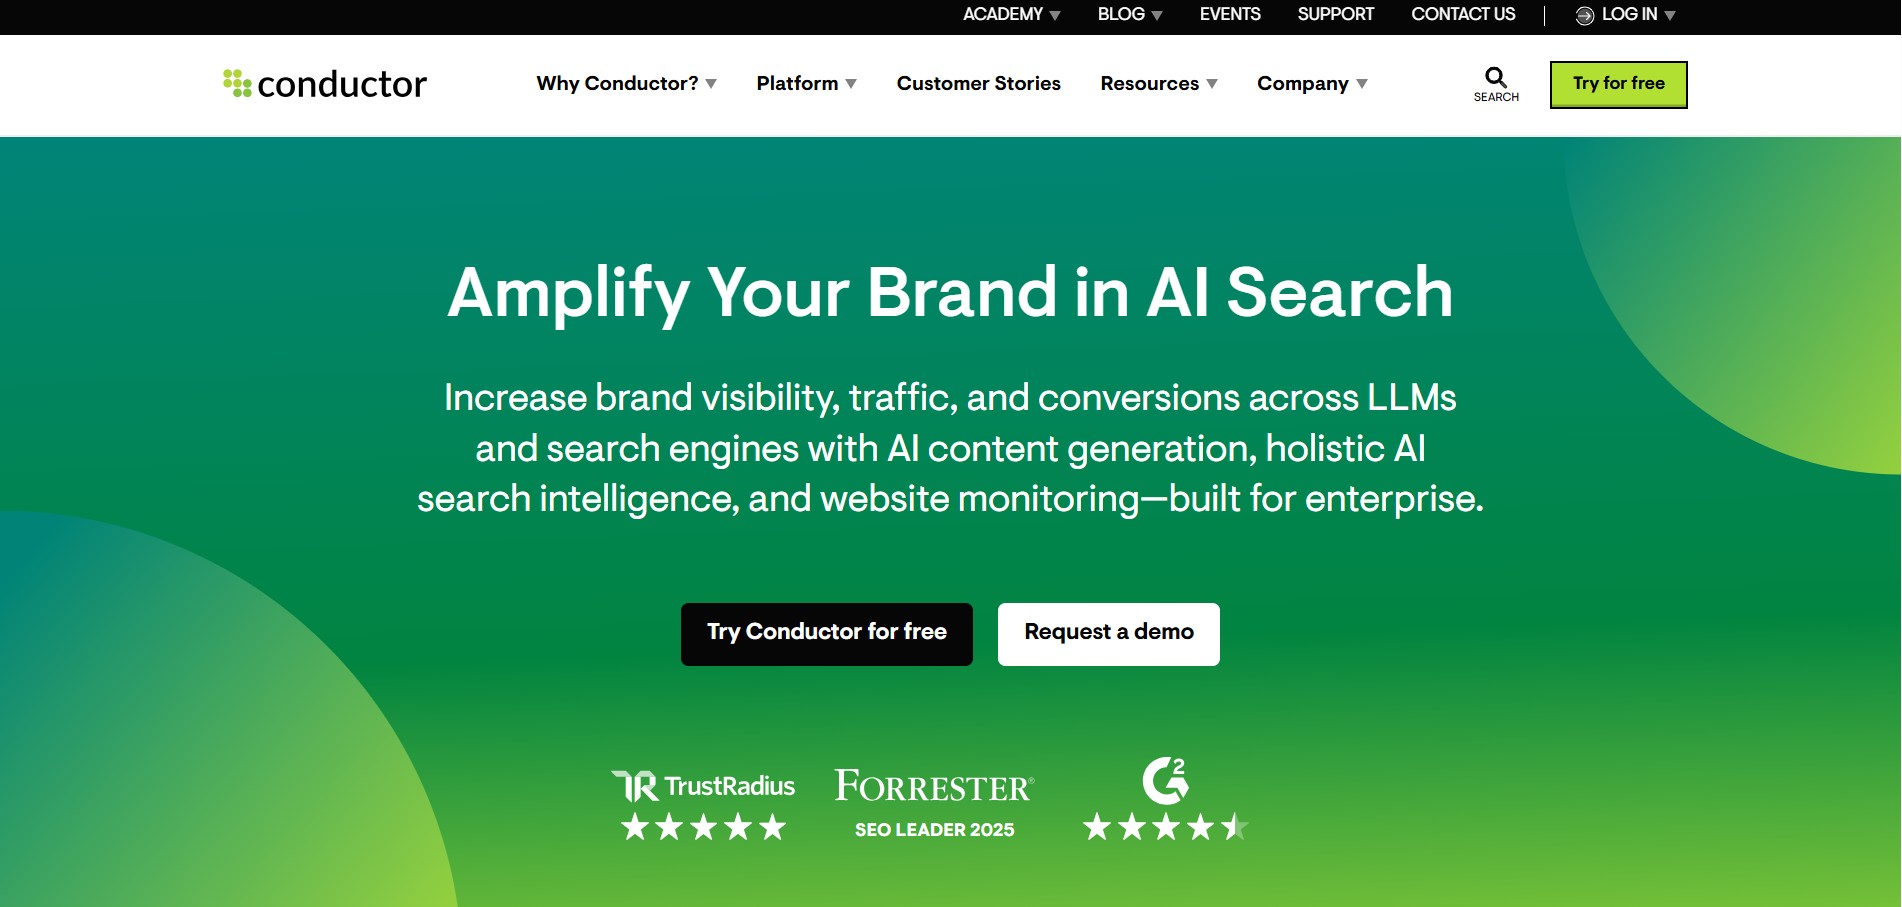 ACADEMY BLOG EVENTS SUPPORT CONTACT US LOG IN
conductor Why Conductor? Platform Customer Stories Resources Company SEARCH Try for free
Amplify Your Brand in AI Search
Increase brand visibility, traffic, and conversions across LLMs
and search engines with AI content generation, holistic AI
search intelligence, and website monitoring—built for enterprise.
Try Conductor for free Request a demo
TR TrustRadius FORRESTER® G2
SEO LEADER 2025